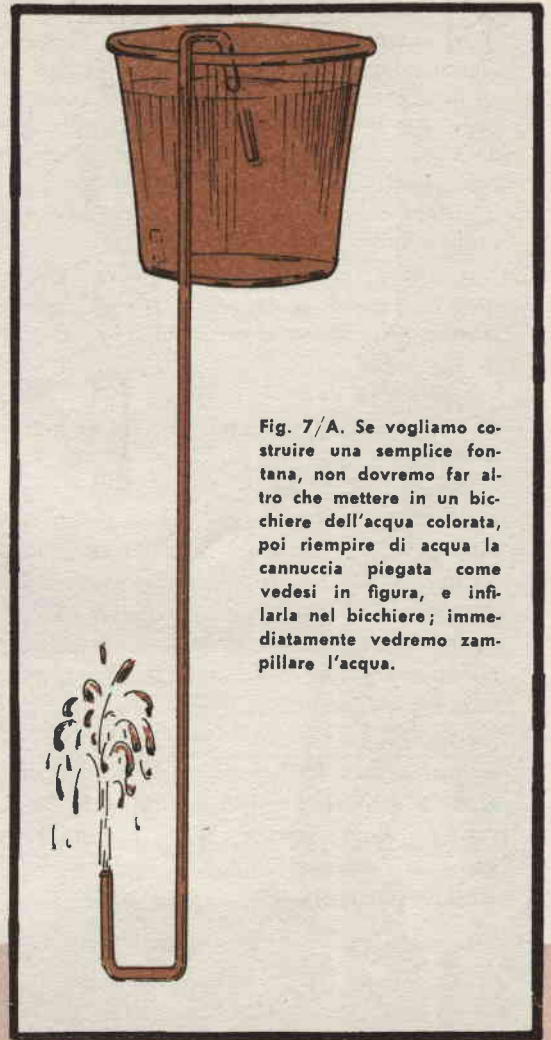 Fig. 7/A. Se vogliamo co-
struire una semplice fon-
tana, non dovremo far al-
tro che mettere in un bic-
chiere dell'acqua colorata,
poi riempire di acqua la
cannuccia piegata come
vedesi in figura, e infi-
larla nel bicchiere; imme-
diatamente vedremo zam-
pillare l'acqua.